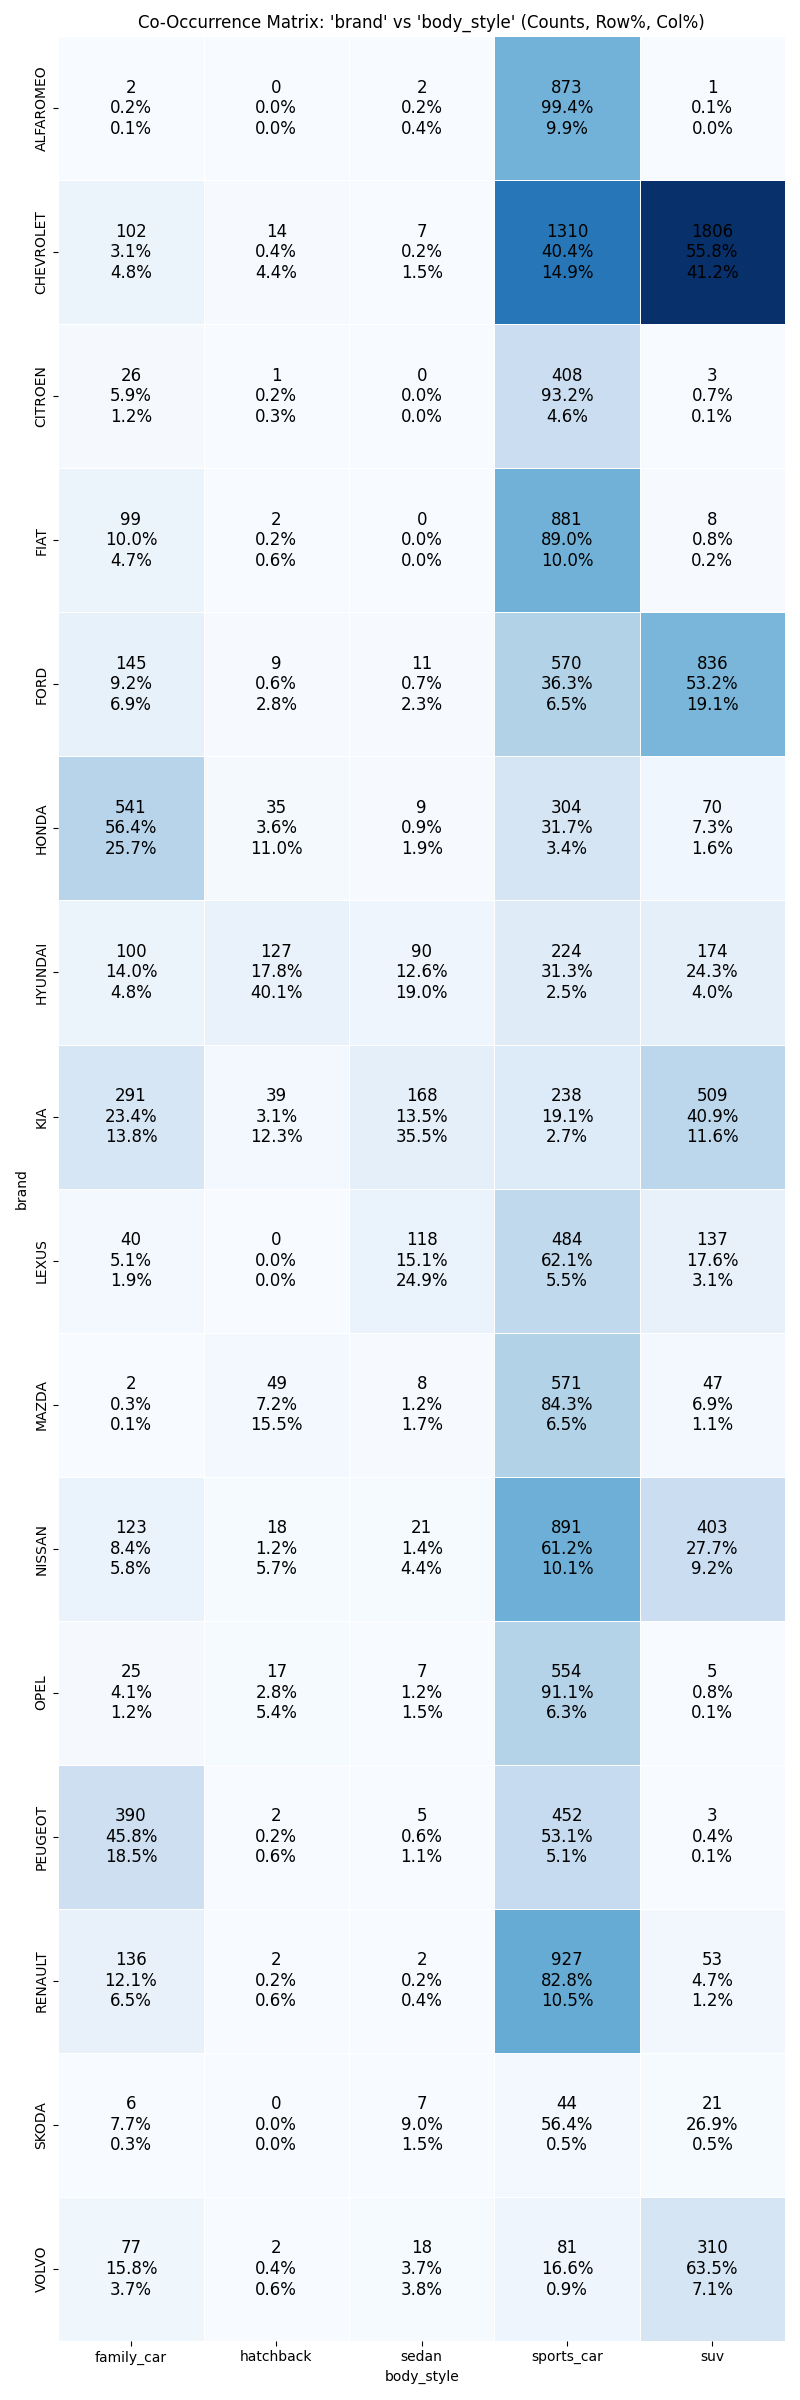 Co-Occurrence Matrix: 'brand' vs 'body_style' (Counts, Row%, Col%)
ALFAROMEO
2 0 2 873 1
0.2% 0.0% 0.2% 99.4% 0.1%
0.1% 0.0% 0.4% 9.9% 0.0%
CHEVROLET
102 14 7 1310 1806
3.1% 0.4% 0.2% 40.4% 55.8%
4.8% 4.4% 1.5% 14.9% 41.2%
CITROEN
26 1 0 408 3
5.9% 0.2% 0.0% 93.2% 0.7%
1.2% 0.3% 0.0% 4.6% 0.1%
FIAT
99 2 0 881 8
10.0% 0.2% 0.0% 89.0% 0.8%
4.7% 0.6% 0.0% 10.0% 0.2%
FORD
145 9 11 570 836
9.2% 0.6% 0.7% 36.3% 53.2%
6.9% 2.8% 2.3% 6.5% 19.1%
HONDA
541 35 9 304 70
56.4% 3.6% 0.9% 31.7% 7.3%
25.7% 11.0% 1.9% 3.4% 1.6%
HYUNDAI
100 127 90 224 174
14.0% 17.8% 12.6% 31.3% 24.3%
4.8% 40.1% 19.0% 2.5% 4.0%
KIA
291 39 168 238 509
23.4% 3.1% 13.5% 19.1% 40.9%
13.8% 12.3% 35.5% 2.7% 11.6%
brand
LEXUS
40 0 118 484 137
5.1% 0.0% 15.1% 62.1% 17.6%
1.9% 0.0% 24.9% 5.5% 3.1%
MAZDA
2 49 8 571 47
0.3% 7.2% 1.2% 84.3% 6.9%
0.1% 15.5% 1.7% 6.5% 1.1%
NISSAN
123 18 21 891 403
8.4% 1.2% 1.4% 61.2% 27.7%
5.8% 5.7% 4.4% 10.1% 9.2%
OPEL
25 17 7 554 5
4.1% 2.8% 1.2% 91.1% 0.8%
1.2% 5.4% 1.5% 6.3% 0.1%
PEUGEOT
390 2 5 452 3
45.8% 0.2% 0.6% 53.1% 0.4%
18.5% 0.6% 1.1% 5.1% 0.1%
RENAULT
136 2 2 927 53
12.1% 0.2% 0.2% 82.8% 4.7%
6.5% 0.6% 0.4% 10.5% 1.2%
SKODA
6 0 7 44 21
7.7% 0.0% 9.0% 56.4% 26.9%
0.3% 0.0% 1.5% 0.5% 0.5%
VOLVO
77 2 18 81 310
15.8% 0.4% 3.7% 16.6% 63.5%
3.7% 0.6% 3.8% 0.9% 7.1%
family_car hatchback sedan sports_car suv
body_style